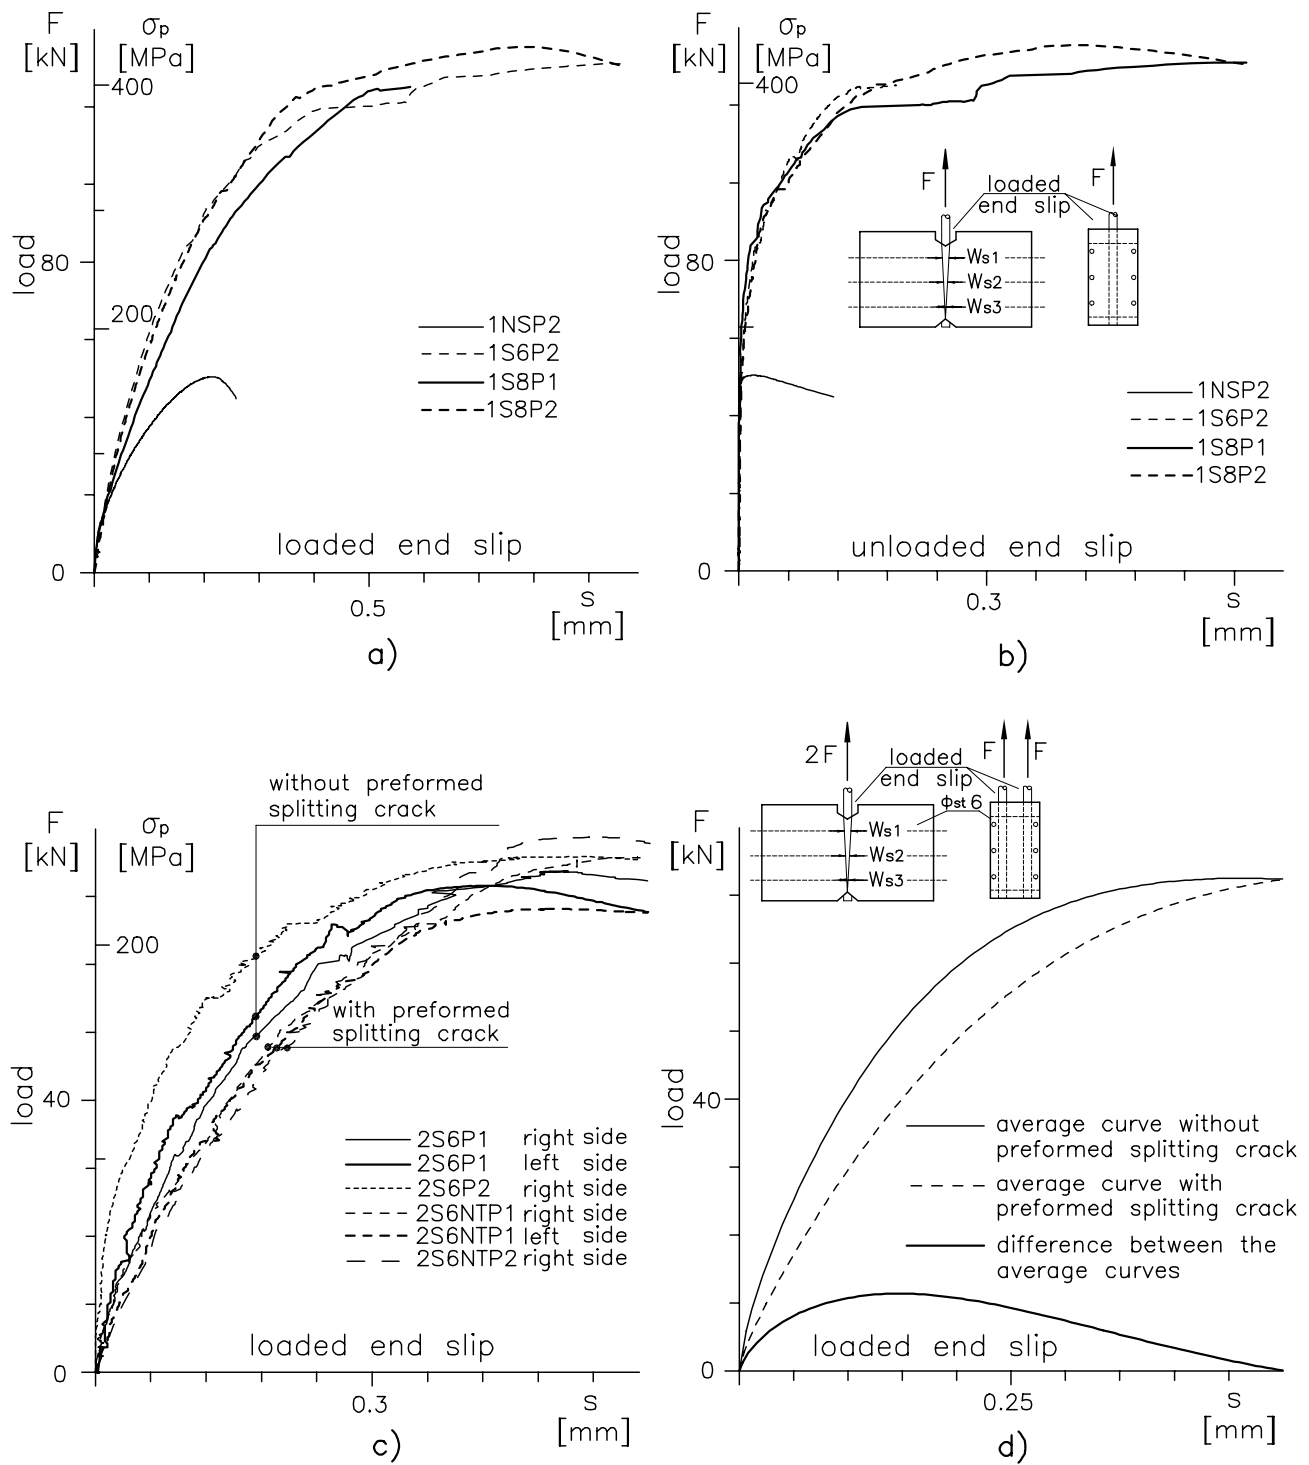 F σp
[kN] [MPa]
400
load
80
200
1NSP2
1S6P2
1S8P1
1S8P2
loaded end slip
0
0.5
s
[mm]
a)
F σp
[kN] [MPa]
400
F
loaded
end slip
F
load
80
Ws1
Ws2
Ws3
1NSP2
1S6P2
1S8P1
1S8P2
unloaded end slip
0
0.3
s
[mm]
b)
without preformed
splitting crack
F σp
[kN] [MPa]
200
with preformed
splitting crack
load
40
2S6P1 right side
2S6P1 left side
2S6P2 right side
2S6NTP1 right side
2S6NTP1 left side
2S6NTP2 right side
loaded end slip
0
0.3
s
[mm]
c)
2F
loaded
end slip
F F
Φst 6
F
[kN]
Ws1
Ws2
Ws3
load
40
average curve without
preformed splitting crack
average curve with
preformed splitting crack
difference between the
average curves
loaded end slip
0
0.25
s
[mm]
d)